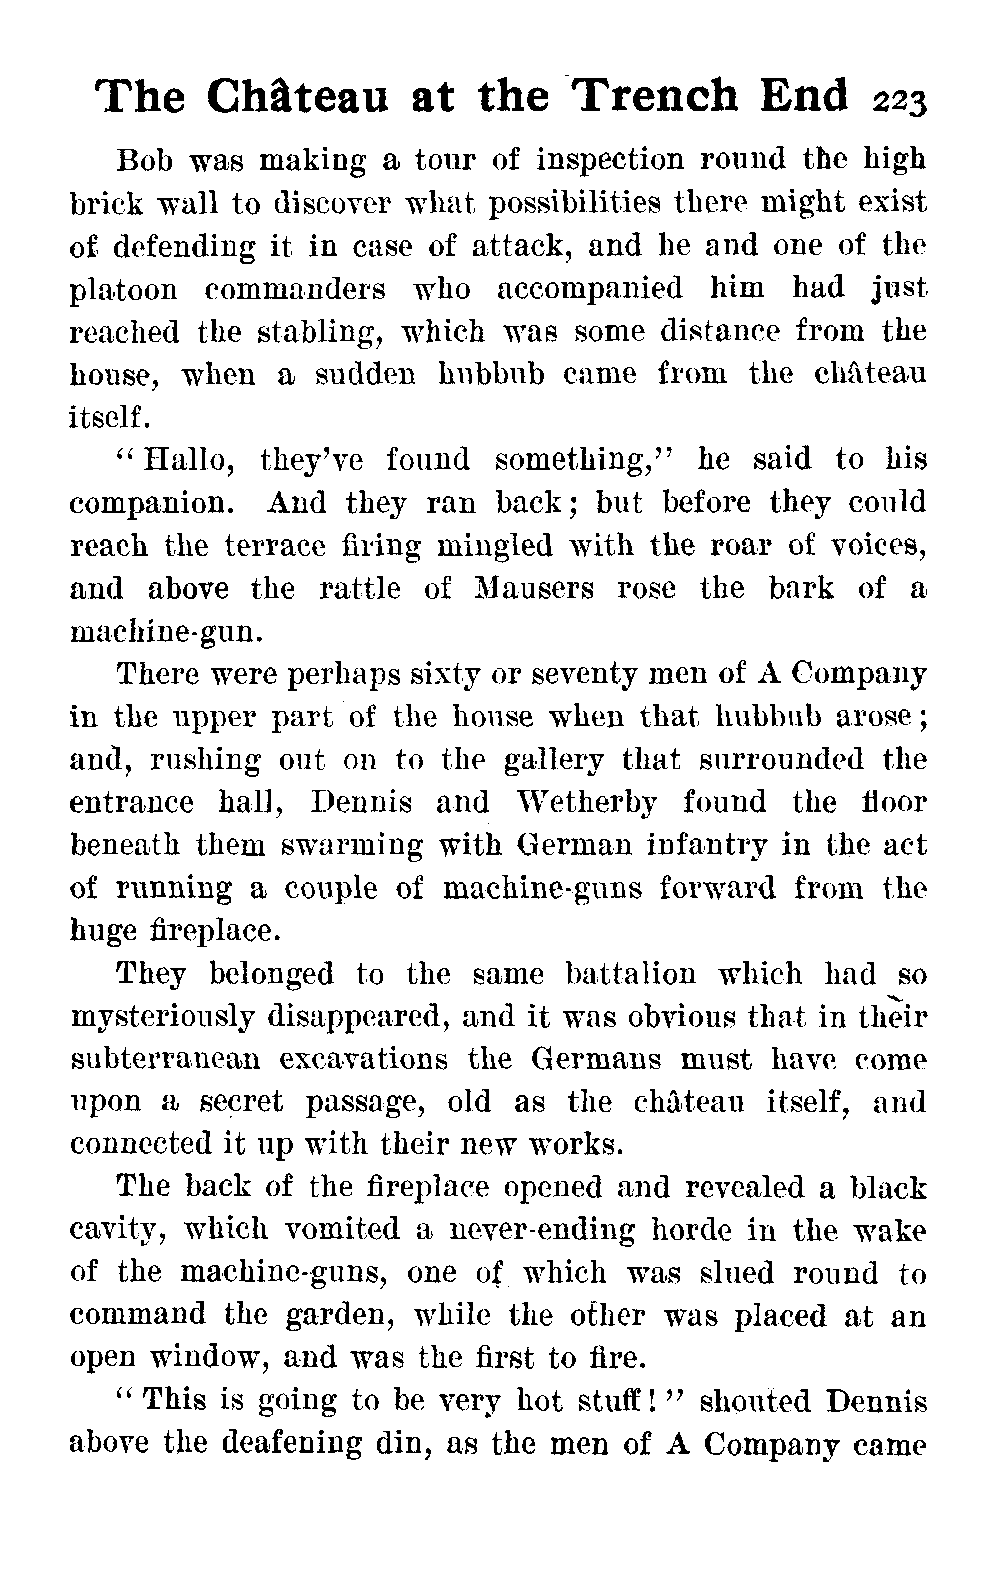 The Château at the Trench End 223
Bob was making a tour of inspection round the high
brick wall to discover what possibilities there might exist
of defending it in case of attack, and he and one of the
platoon commanders who accompanied him had just
reached the stabling, which was some distance from the
house, when a sudden hubbub came from the château
itself.
“Hallo, they’ve found something,” he said to his
companion. And they ran back; but before they could
reach the terrace firing mingled with the roar of voices,
and above the rattle of Mausers rose the bark of a
machine-gun.
There were perhaps sixty or seventy men of A Company
in the upper part of the house when that hubbub arose;
and, rushing out on to the gallery that surrounded the
entrance hall, Dennis and Wetherby found the floor
beneath them swarming with German infantry in the act
of running a couple of machine-guns forward from the
huge fireplace.
They belonged to the same battalion which had so
mysteriously disappeared, and it was obvious that in their
subterranean excavations the Germans must have come
upon a secret passage, old as the château itself, and
connected it up with their new works.
The back of the fireplace opened and revealed a black
cavity, which vomited a never-ending horde in the wake
of the machine-guns, one of which was slued round to
command the garden, while the other was placed at an
open window, and was the first to fire.
“This is going to be very hot stuff!” shouted Dennis
above the deafening din, as the men of A Company came